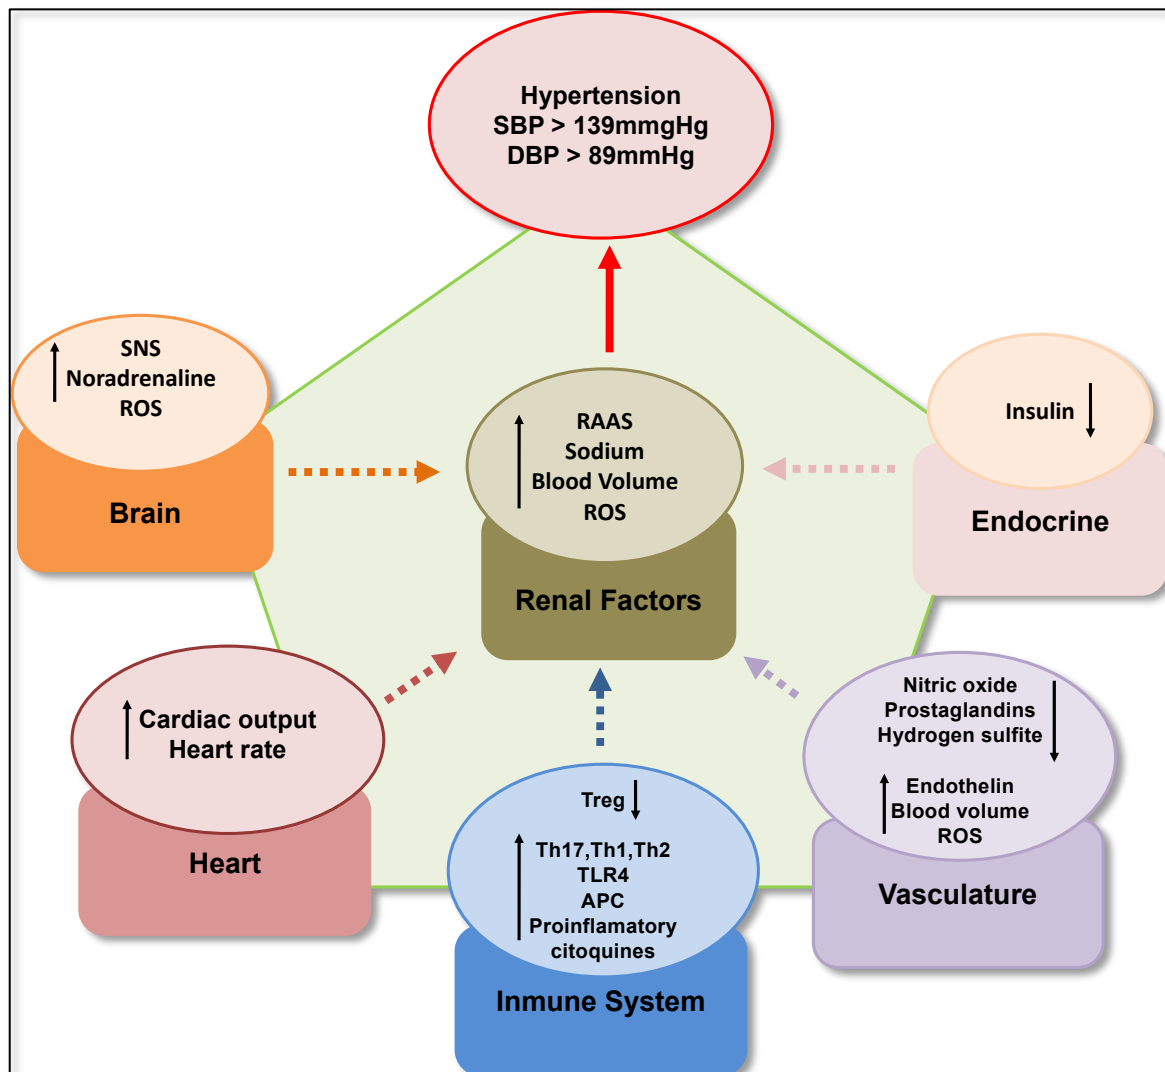 Hypertension
SBP > 139mmgHg
DBP > 89mmHg
SNS
Noradrenaline
ROS
Brain
RAAS
Sodium
Blood Volume
ROS
Renal Factors
Insulin
Endocrine
Cardiac output
Heart rate
Heart
Treg
Th17,Th1,Th2
TLR4
APC
Proinflamatory
citoquines
Inmune System
Nitric oxide
Prostaglandins
Hydrogen sulfite
Endothelin
Blood volume
ROS
Vasculature